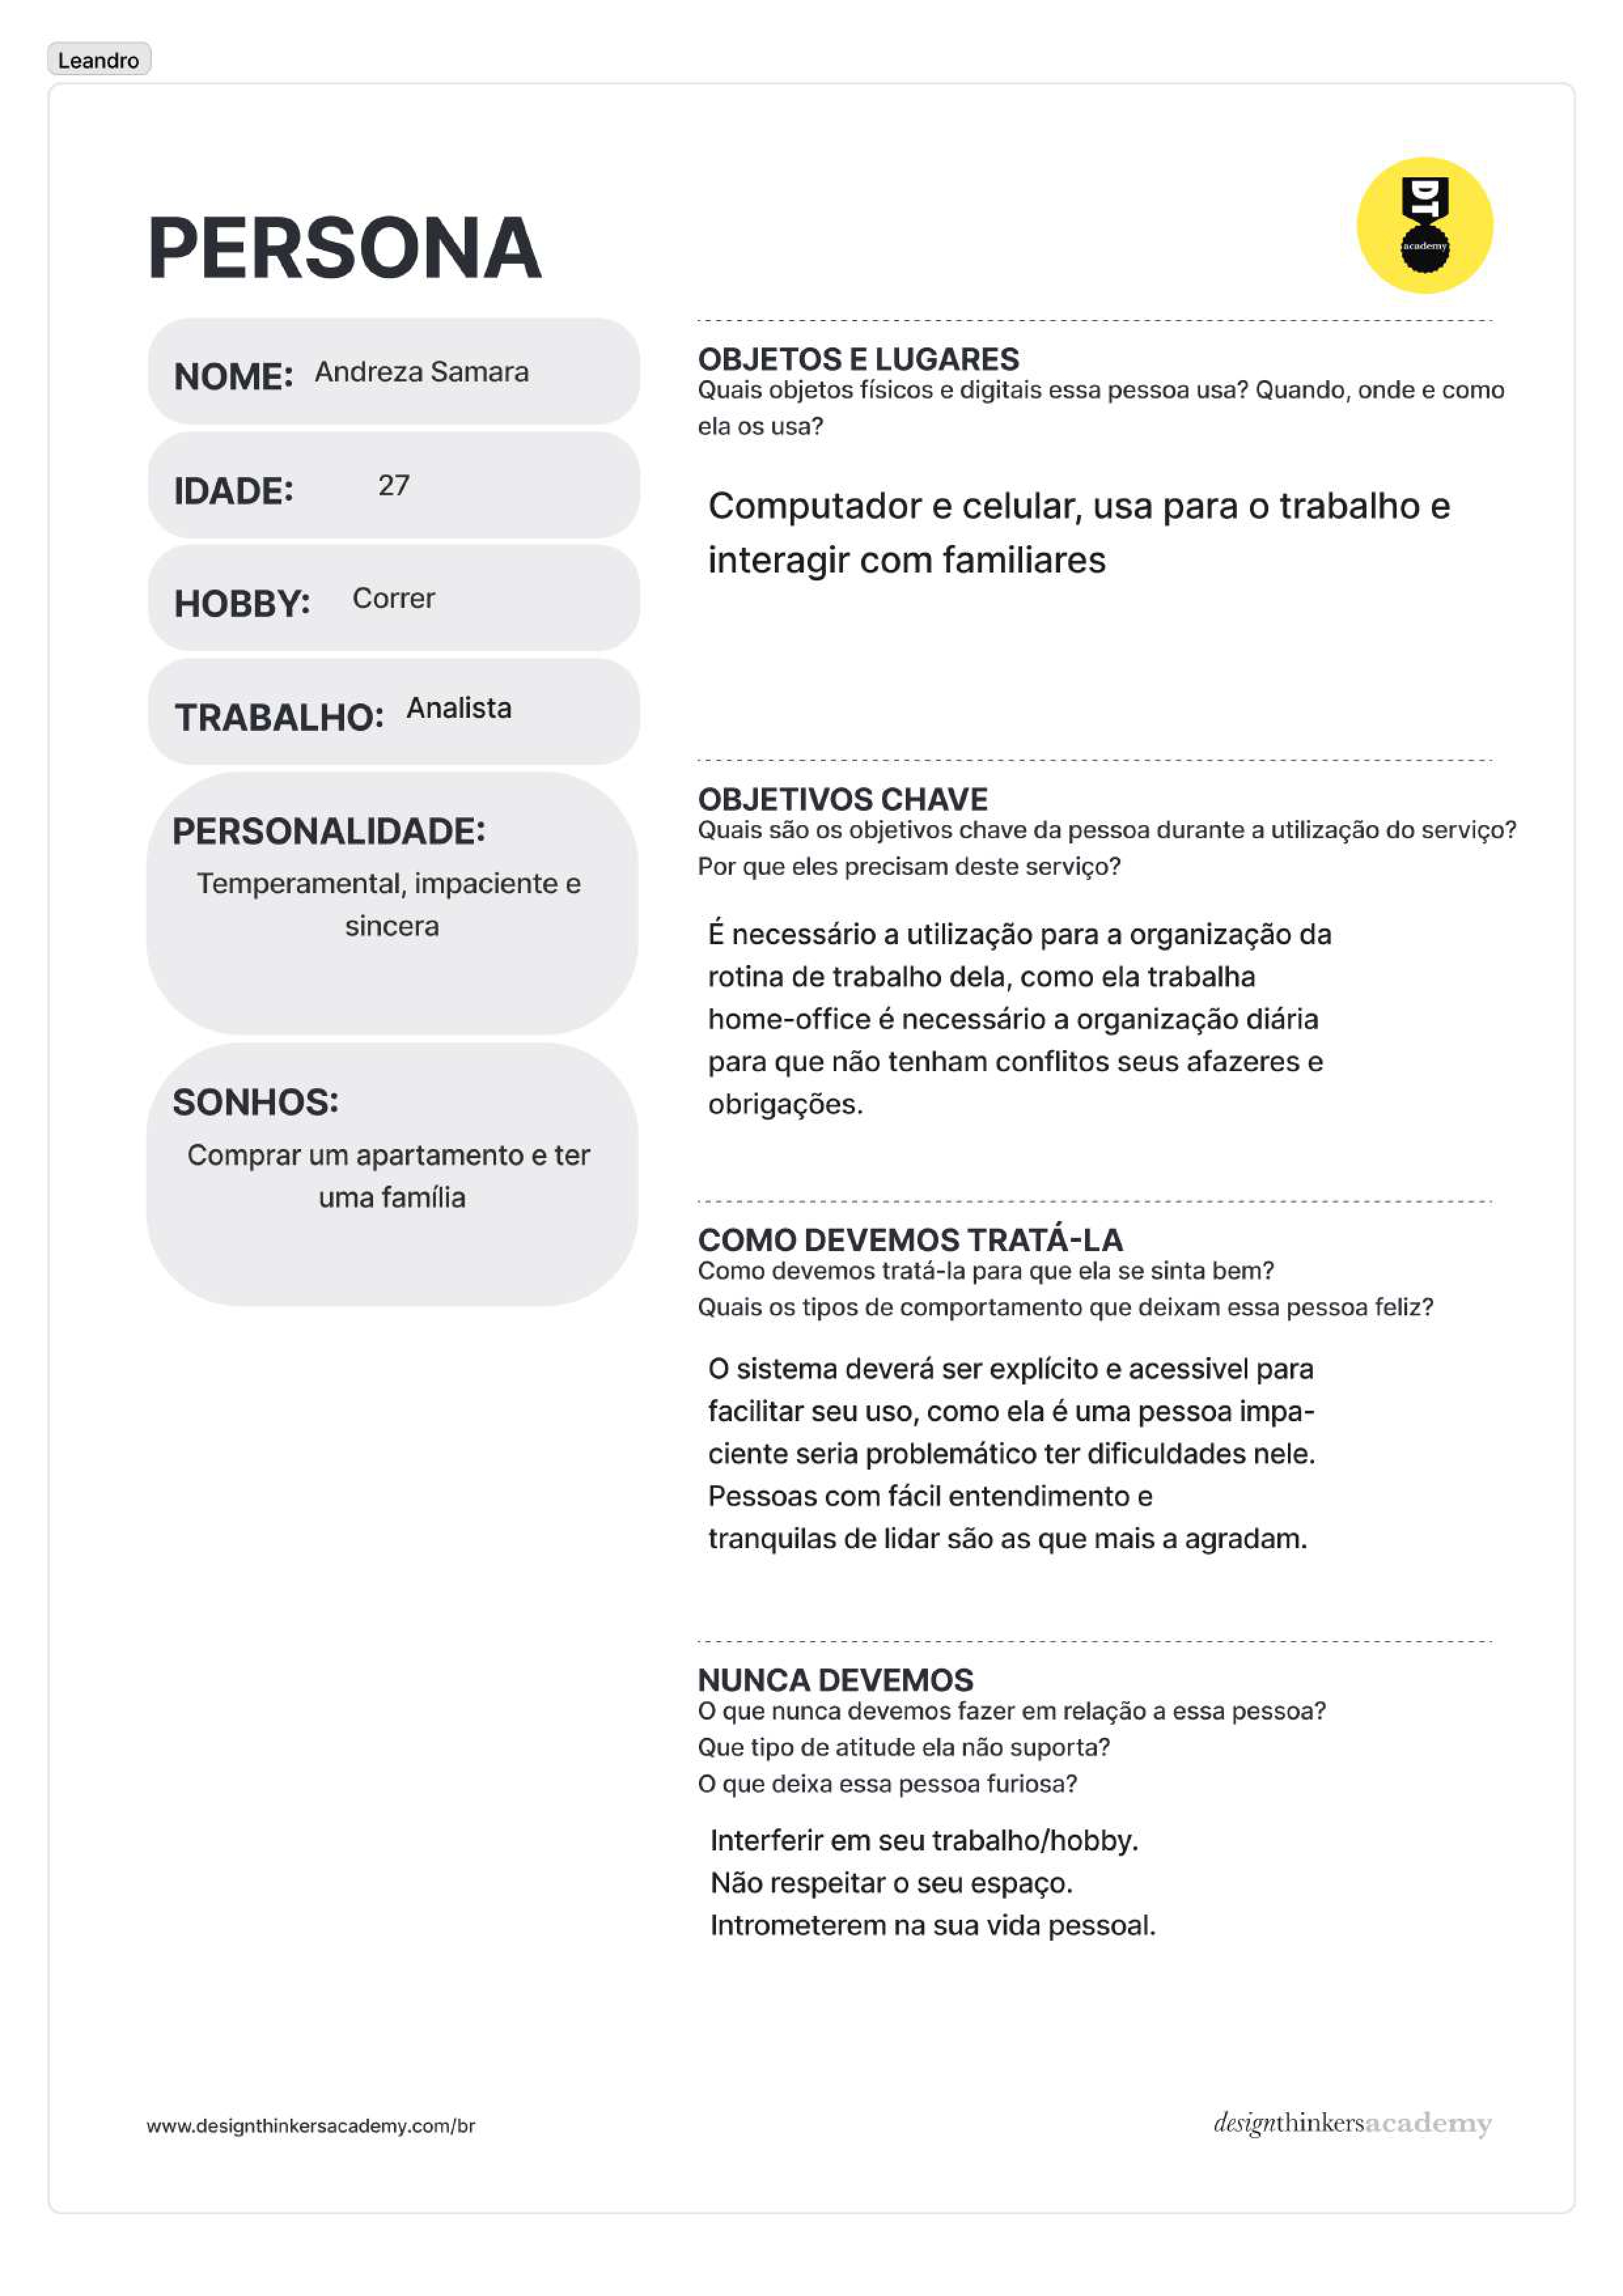 Leandro
PERSONA
DT
academy
NOME: Andreza Samara
IDADE: 27
HOBBY: Correr
TRABALHO: Analista
PERSONALIDADE:
Temperamental, impaciente e
sincera
SONHOS:
Comprar um apartamento e ter
uma família
OBJETOS E LUGARES
Quais objetos físicos e digitais essa pessoa usa? Quando, onde e como
ela os usa?
Computador e celular, usa para o trabalho e
interagir com familiares
OBJETIVOS CHAVE
Quais são os objetivos chave da pessoa durante a utilização do serviço?
Por que eles precisam deste serviço?
É necessário a utilização para a organização da
rotina de trabalho dela, como ela trabalha
home-office é necessário a organização diária
para que não tenham conflitos seus afazeres e
obrigações.
COMO DEVEMOS TRATÁ-LA
Como devemos tratá-la para que ela se sinta bem?
Quais os tipos de comportamento que deixam essa pessoa feliz?
O sistema deverá ser explícito e acessivel para
facilitar seu uso, como ela é uma pessoa impa-
ciente seria problemático ter dificuldades nele.
Pessoas com fácil entendimento e
tranquilas de lidar são as que mais a agradam.
NUNCA DEVEMOS
O que nunca devemos fazer em relação a essa pessoa?
Que tipo de atitude ela não suporta?
O que deixa essa pessoa furiosa?
Interferir em seu trabalho/hobby.
Não respeitar o seu espaço.
Intrometerem na sua vida pessoal.
www.designthinkersacademy.com/br
designthinkersacademy